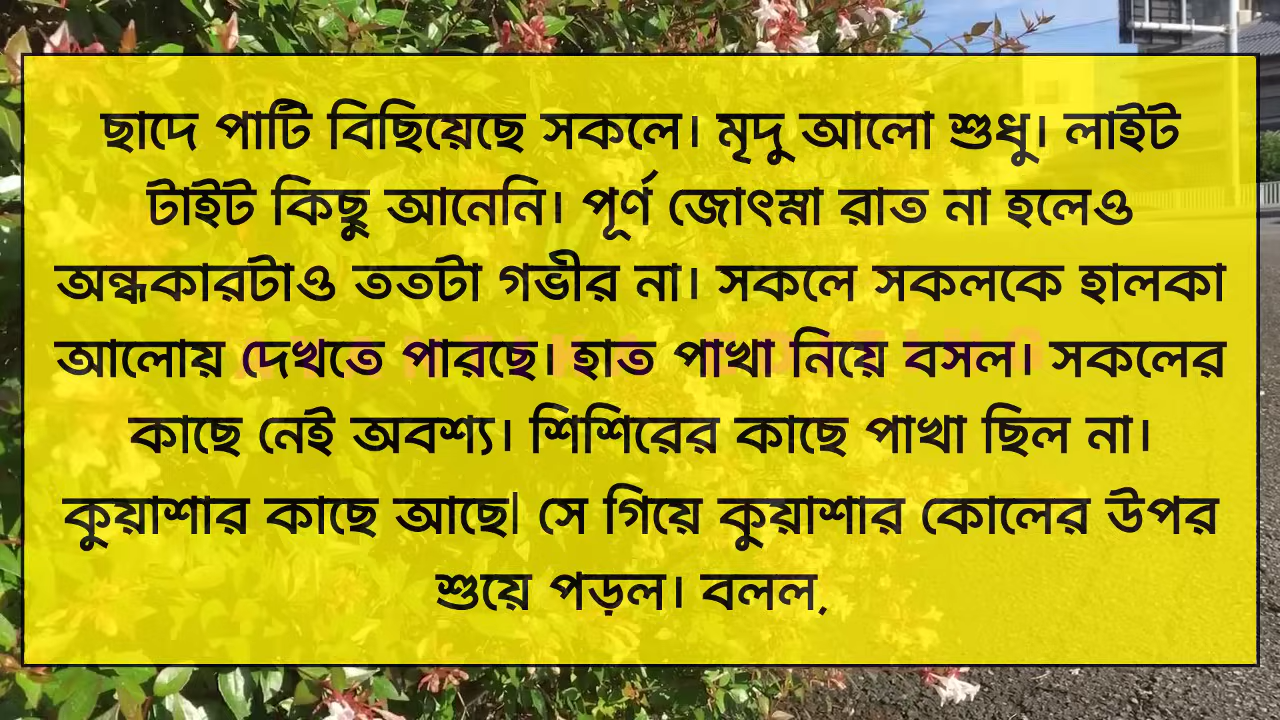 ছাদে পাটি বিছিয়েছে সকলে। মৃদু আলো শুধু। লাইট
টাইট কিছু আনেনি। পূর্ণ জোৎস্না রাত না হলেও
অন্ধকারটাও ততটা গভীর না। সকলে সকলকে হালকা
আলোয় দেখতে পারছে। হাত পাখা নিয়ে বসল। সকলের
কাছে নেই অবশ্য। শিশিরের কাছে পাখা ছিল না।
কুয়াশার কাছে আছে| সে গিয়ে কুয়াশার কোলের উপর
শুয়ে পড়ল। বলল,